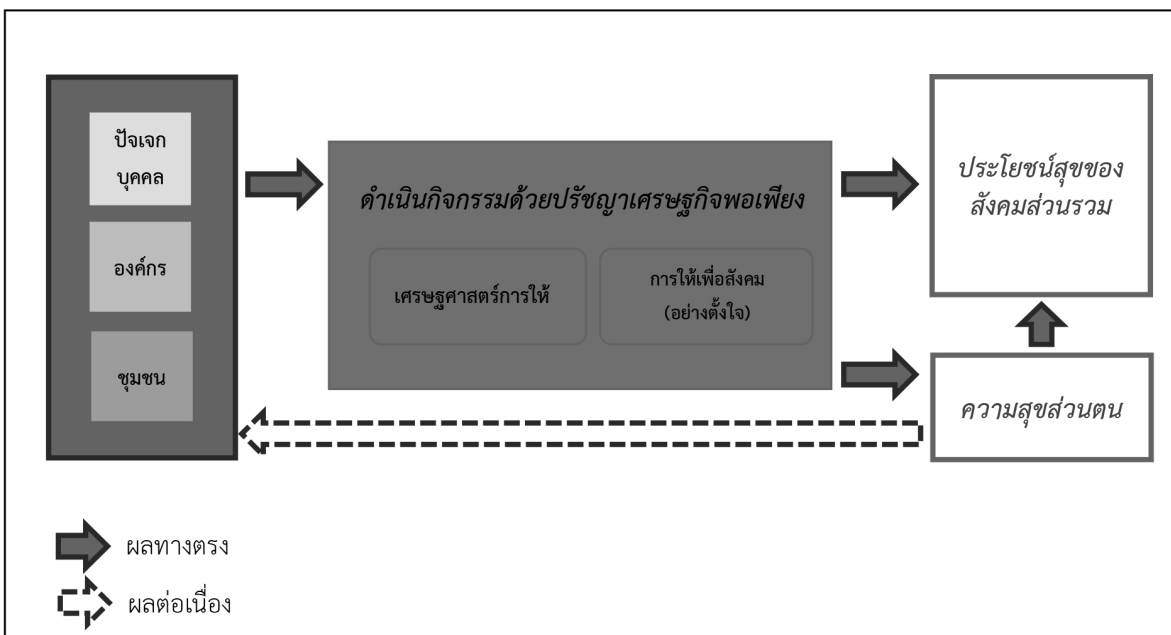 ปัจเจก
บุคคล
องค์กร
ชุมชน
ดำเนินกิจกรรมด้วยปรัชญาเศรษฐกิจพอเพียง
เศรษฐศาสตร์การให้
การให้เพื่อสังคม
(อย่างตั้งใจ)
ประโยชน์สุขของ
สังคมส่วนรวม
ความสุขส่วนตน
ผลทางตรง
ผลต่อเนื่อง